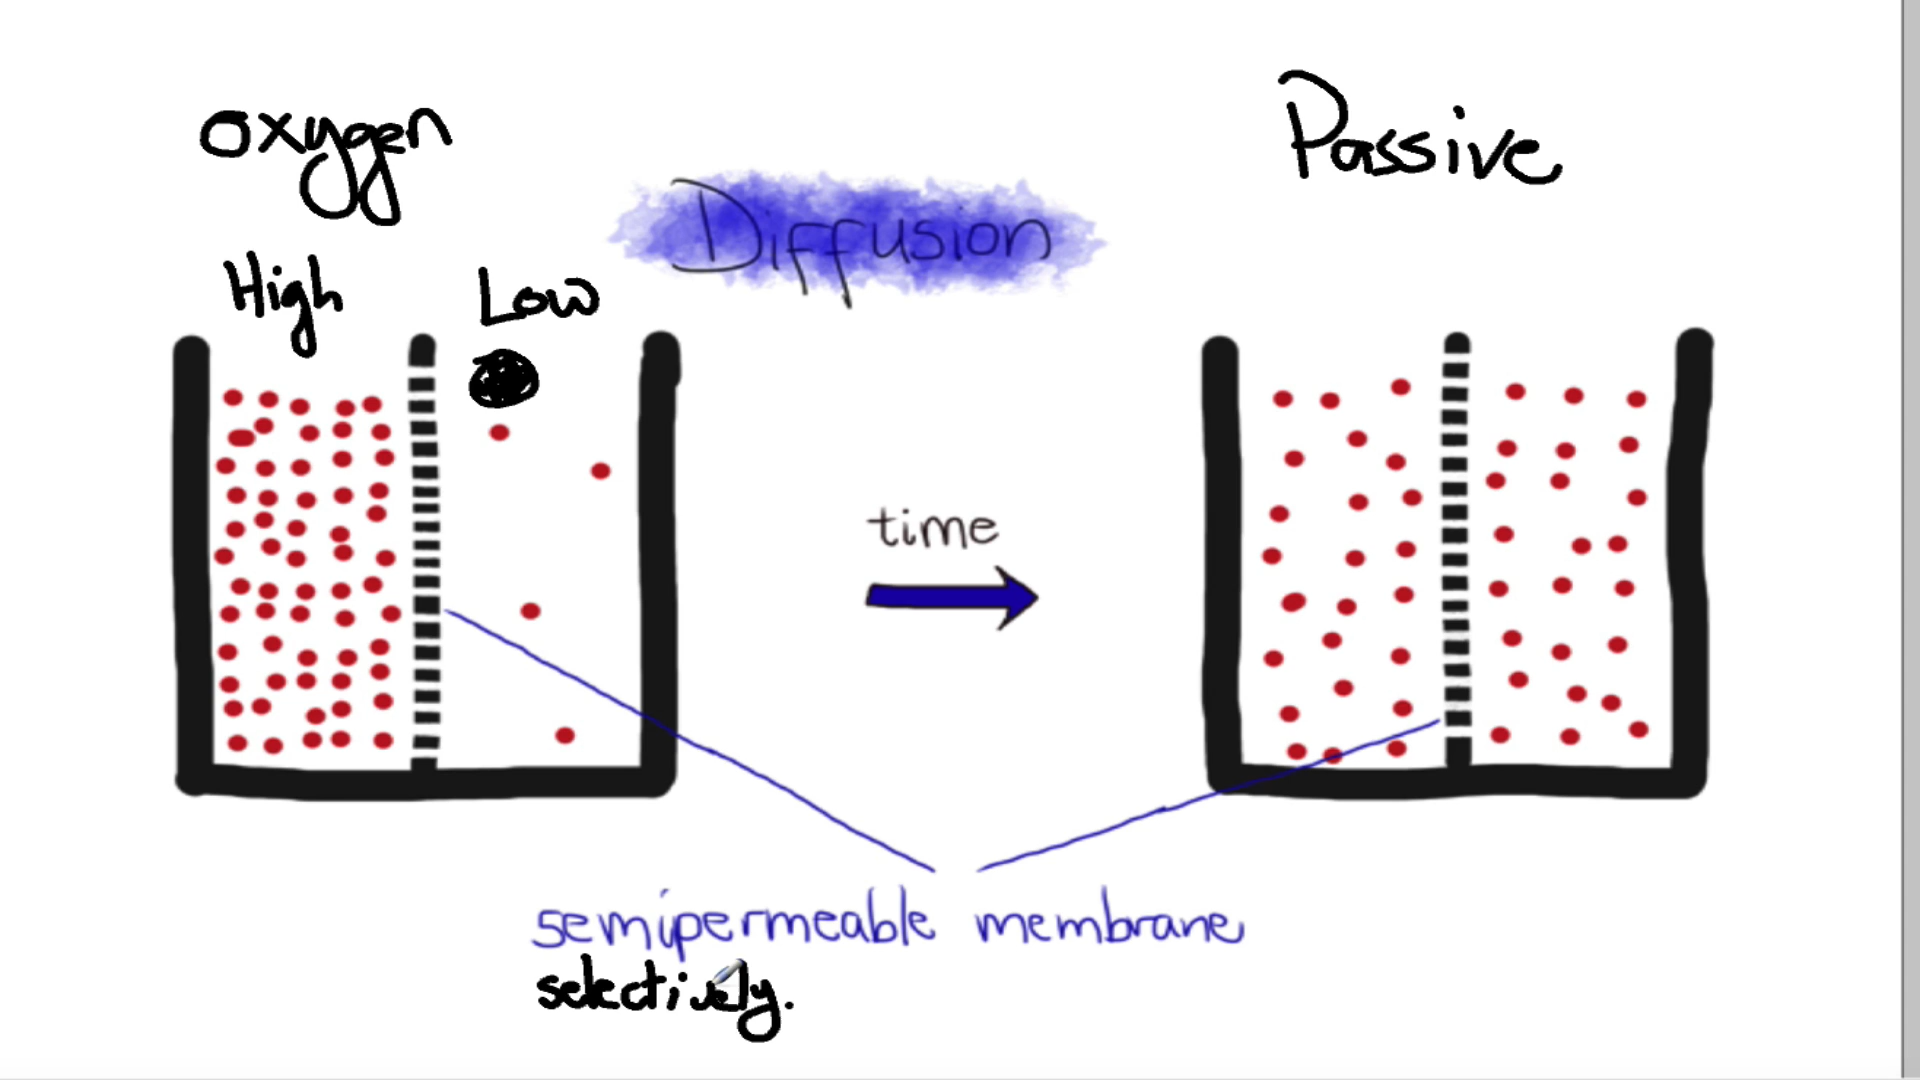 oxygen
Passive
Diffusion
High
Low
time
semipermeable membrane
selectively.